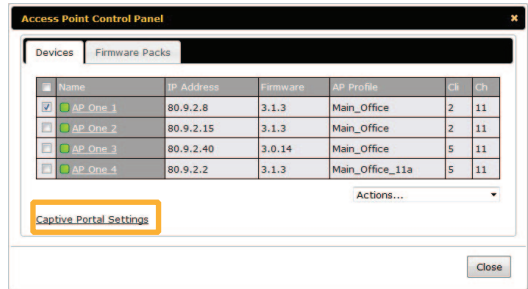 Access Point Control Panel
Devices Firmware Packs
Name IP Address Firmware AP Profile Cli Ch
AP One 1 80.9.2.8 3.1.3 Main_Office 2 11
AP One 2 80.9.2.15 3.1.3 Main_Office 2 11
AP One 3 80.9.2.40 3.0.14 Main_Office 5 11
AP One 4 80.9.2.2 3.1.3 Main_Office_11a 5 11
Actions...
Captive Portal Settings
Close